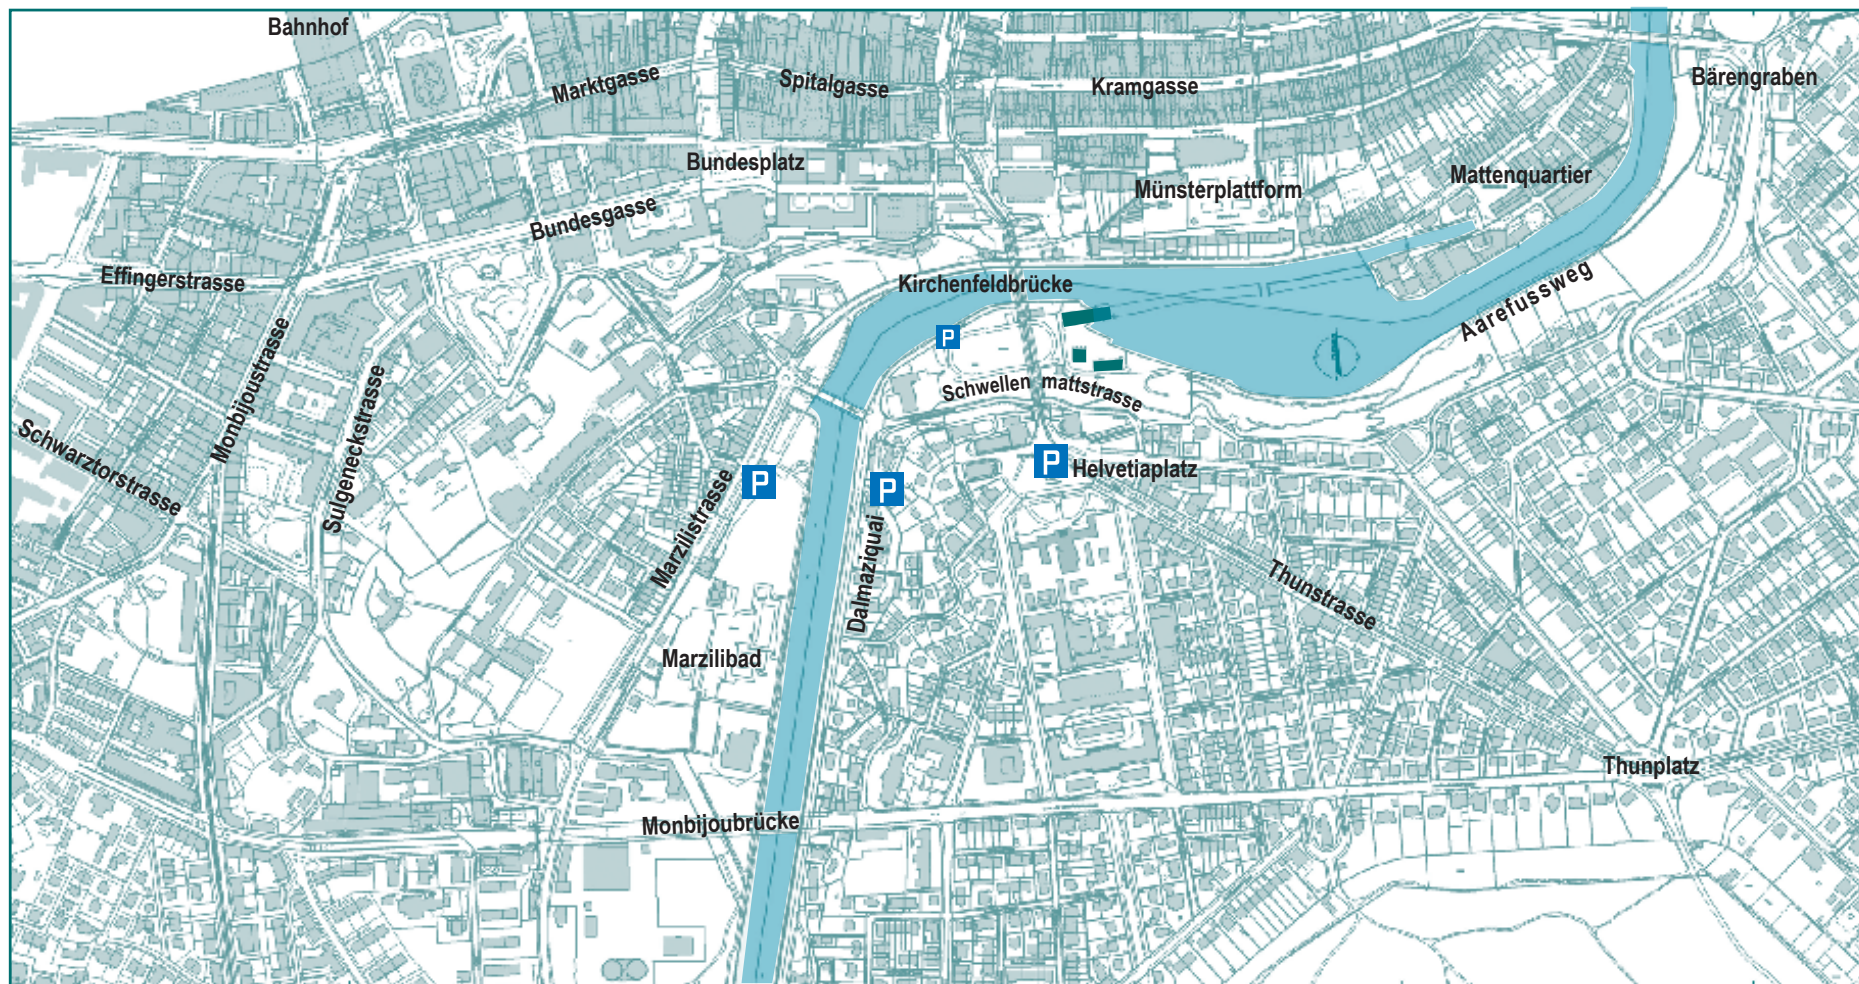 Bahnhof
Marktgasse
Spitalgasse
Kramgasse
Bärengraben
Bundesplatz
Mattenquartier
Münsterplattform
Bundesgasse
Effingerstrasse
Kirchenfeldbrücke
Aarefussweg
P
Monbijoustrasse
Schwellen mattstrasse
Sulgeneckstrasse
Schwarztorstrasse
P
Helvetiaplatz
P
P
Marzilistrasse
Dalmaziquai
Thunstrasse
Marzilibad
Thunplatz
Monbijoubrücke